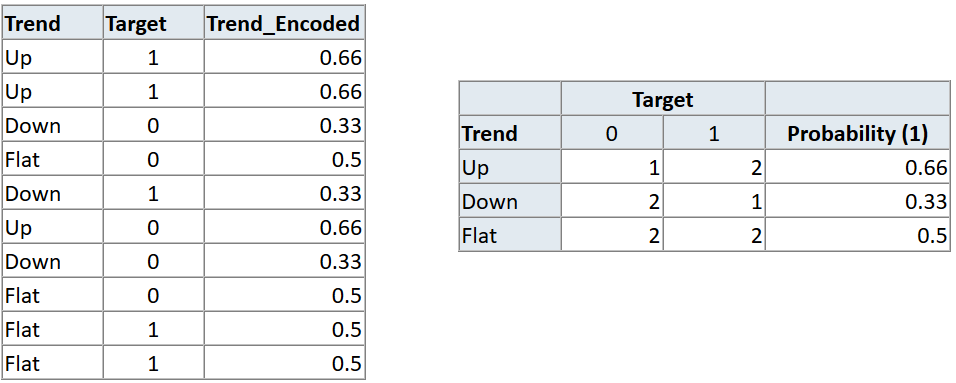 Trend Target Trend_Encoded
Up 1 0.66
Up 1 0.66
Down 0 0.33
Flat 0 0.5
Down 1 0.33
Up 0 0.66
Down 0 0.33
Flat 0 0.5
Flat 1 0.5
Flat 1 0.5
Target
Trend 0 1 Probability (1)
Up 1 2 0.66
Down 2 1 0.33
Flat 2 2 0.5